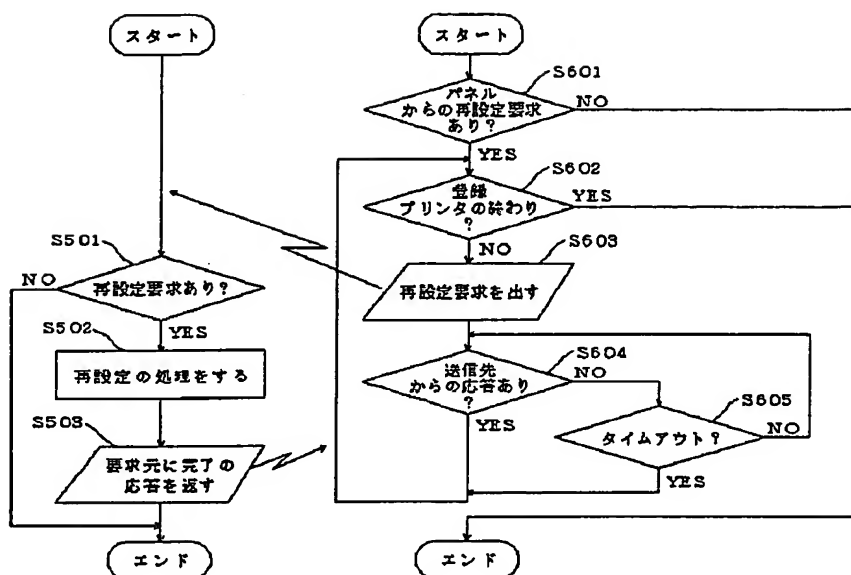 スタート
S501
NO
再設定要求あり?
YES
S502
再設定の処理をする
S503
要求元に完了の
応答を返す
エンド
スタート
S601
パネル
からの再設定要求
あり?
NO
YES
S602
登録
プリンタの終わり
?
YES
NO
S603
再設定要求を出す
S604
送信先
からの応答あり
?
NO
YES
S605
タイムアウト?
NO
YES
エンド